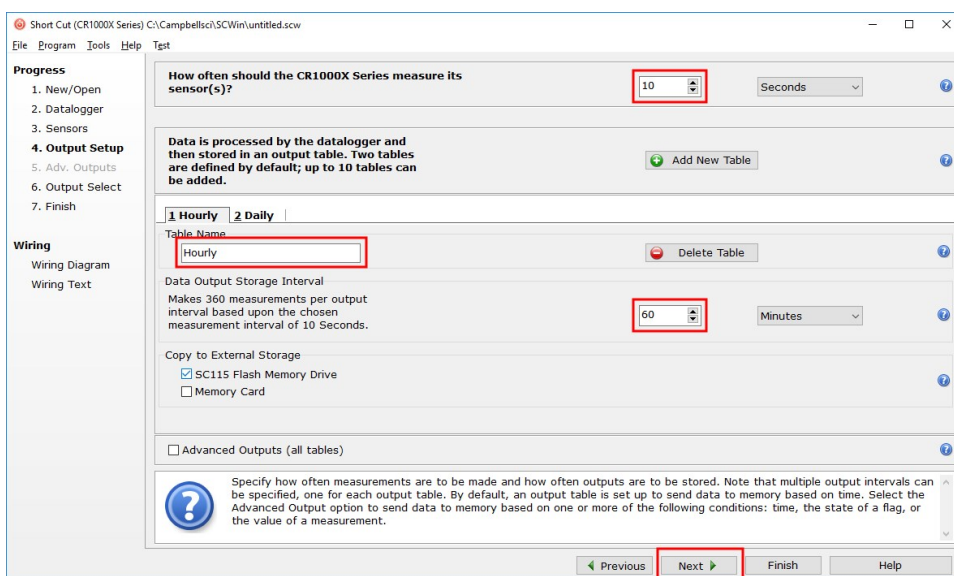 Short Cut (CR1000X Series) C:\Campbellsci\SCWin\untitled.scw
File Program Tools Help Test
Progress
1. New/Open
2. Datalogger
3. Sensors
4. Output Setup
5. Adv. Outputs
6. Output Select
7. Finish
Wiring
Wiring Diagram
Wiring Text
How often should the CR1000X Series measure its
sensor(s)?
10 Seconds
Data is processed by the datalogger and
then stored in an output table. Two tables
are defined by default; up to 10 tables can
be added.
Add New Table
1 Hourly 2 Daily
Table Name
Hourly
Delete Table
Data Output Storage Interval
Makes 360 measurements per output
interval based upon the chosen
measurement interval of 10 Seconds.
60 Minutes
Copy to External Storage
SC115 Flash Memory Drive
Memory Card
Advanced Outputs (all tables)
Specify how often measurements are to be made and how often outputs are to be stored. Note that multiple output intervals can
be specified, one for each output table. By default, an output table is set up to send data to memory based on time. Select the
Advanced Output option to send data to memory based on one or more of the following conditions: time, the state of a flag, or
the value of a measurement.
Previous Next Finish Help